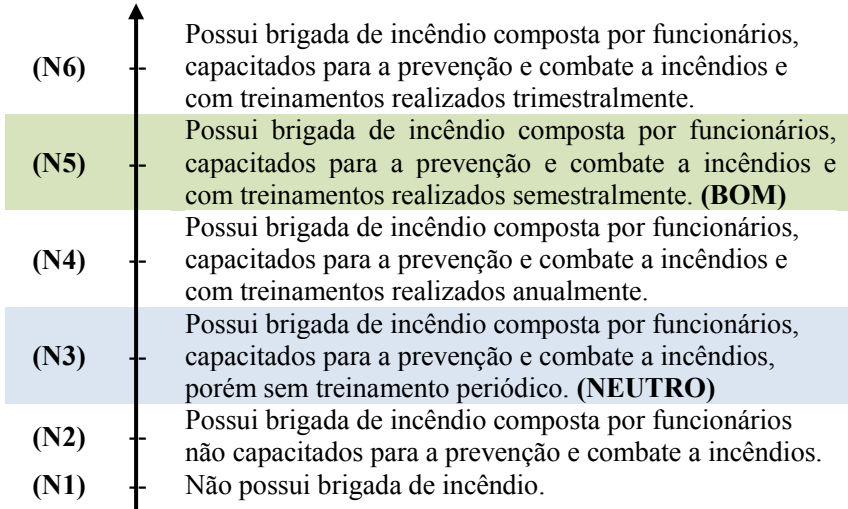 Possui brigada de incêndio composta por funcionários,
(N6) capacitados para a prevenção e combate a incêndios e
com treinamentos realizados trimestralmente.
Possui brigada de incêndio composta por funcionários,
(N5) capacitados para a prevenção e combate a incêndios e
com treinamentos realizados semestralmente. (BOM)
Possui brigada de incêndio composta por funcionários,
(N4) capacitados para a prevenção e combate a incêndios e
com treinamentos realizados anualmente.
Possui brigada de incêndio composta por funcionários,
(N3) capacitados para a prevenção e combate a incêndios,
porém sem treinamento periódico. (NEUTRO)
Possui brigada de incêndio composta por funcionários
(N2) não capacitados para a prevenção e combate a incêndios.
(N1) Não possui brigada de incêndio.